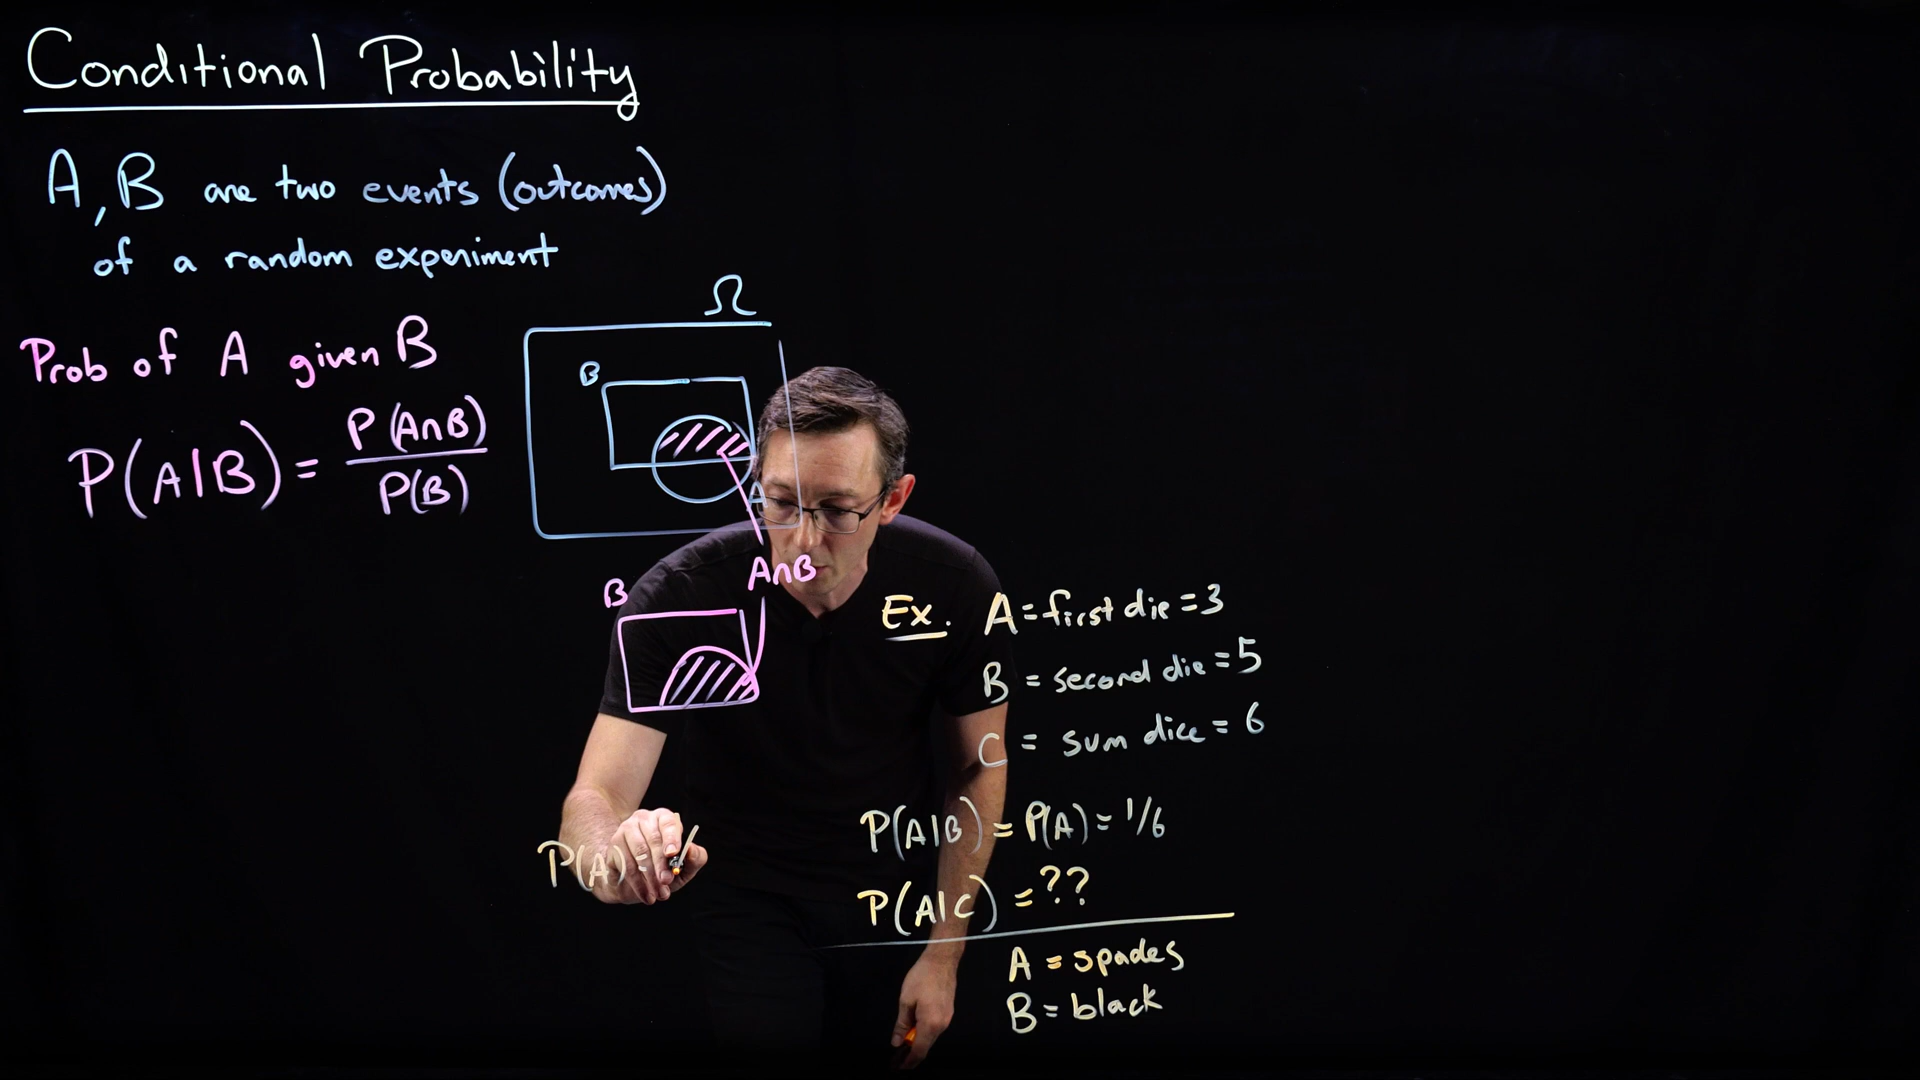 Conditional Probability
A, B are two events (outcomes)
of a random experiment
Prob of A given B
P(A|B) = P(A∩B) / P(B)
Ω
B
A
A∩B
B
Ex. A = first die = 3
B = second die = 5
C = sum dice = 6
P(A|B) = P(A) = 1/6
P(A|C) = ??
A = spades
B = black
P(A) =